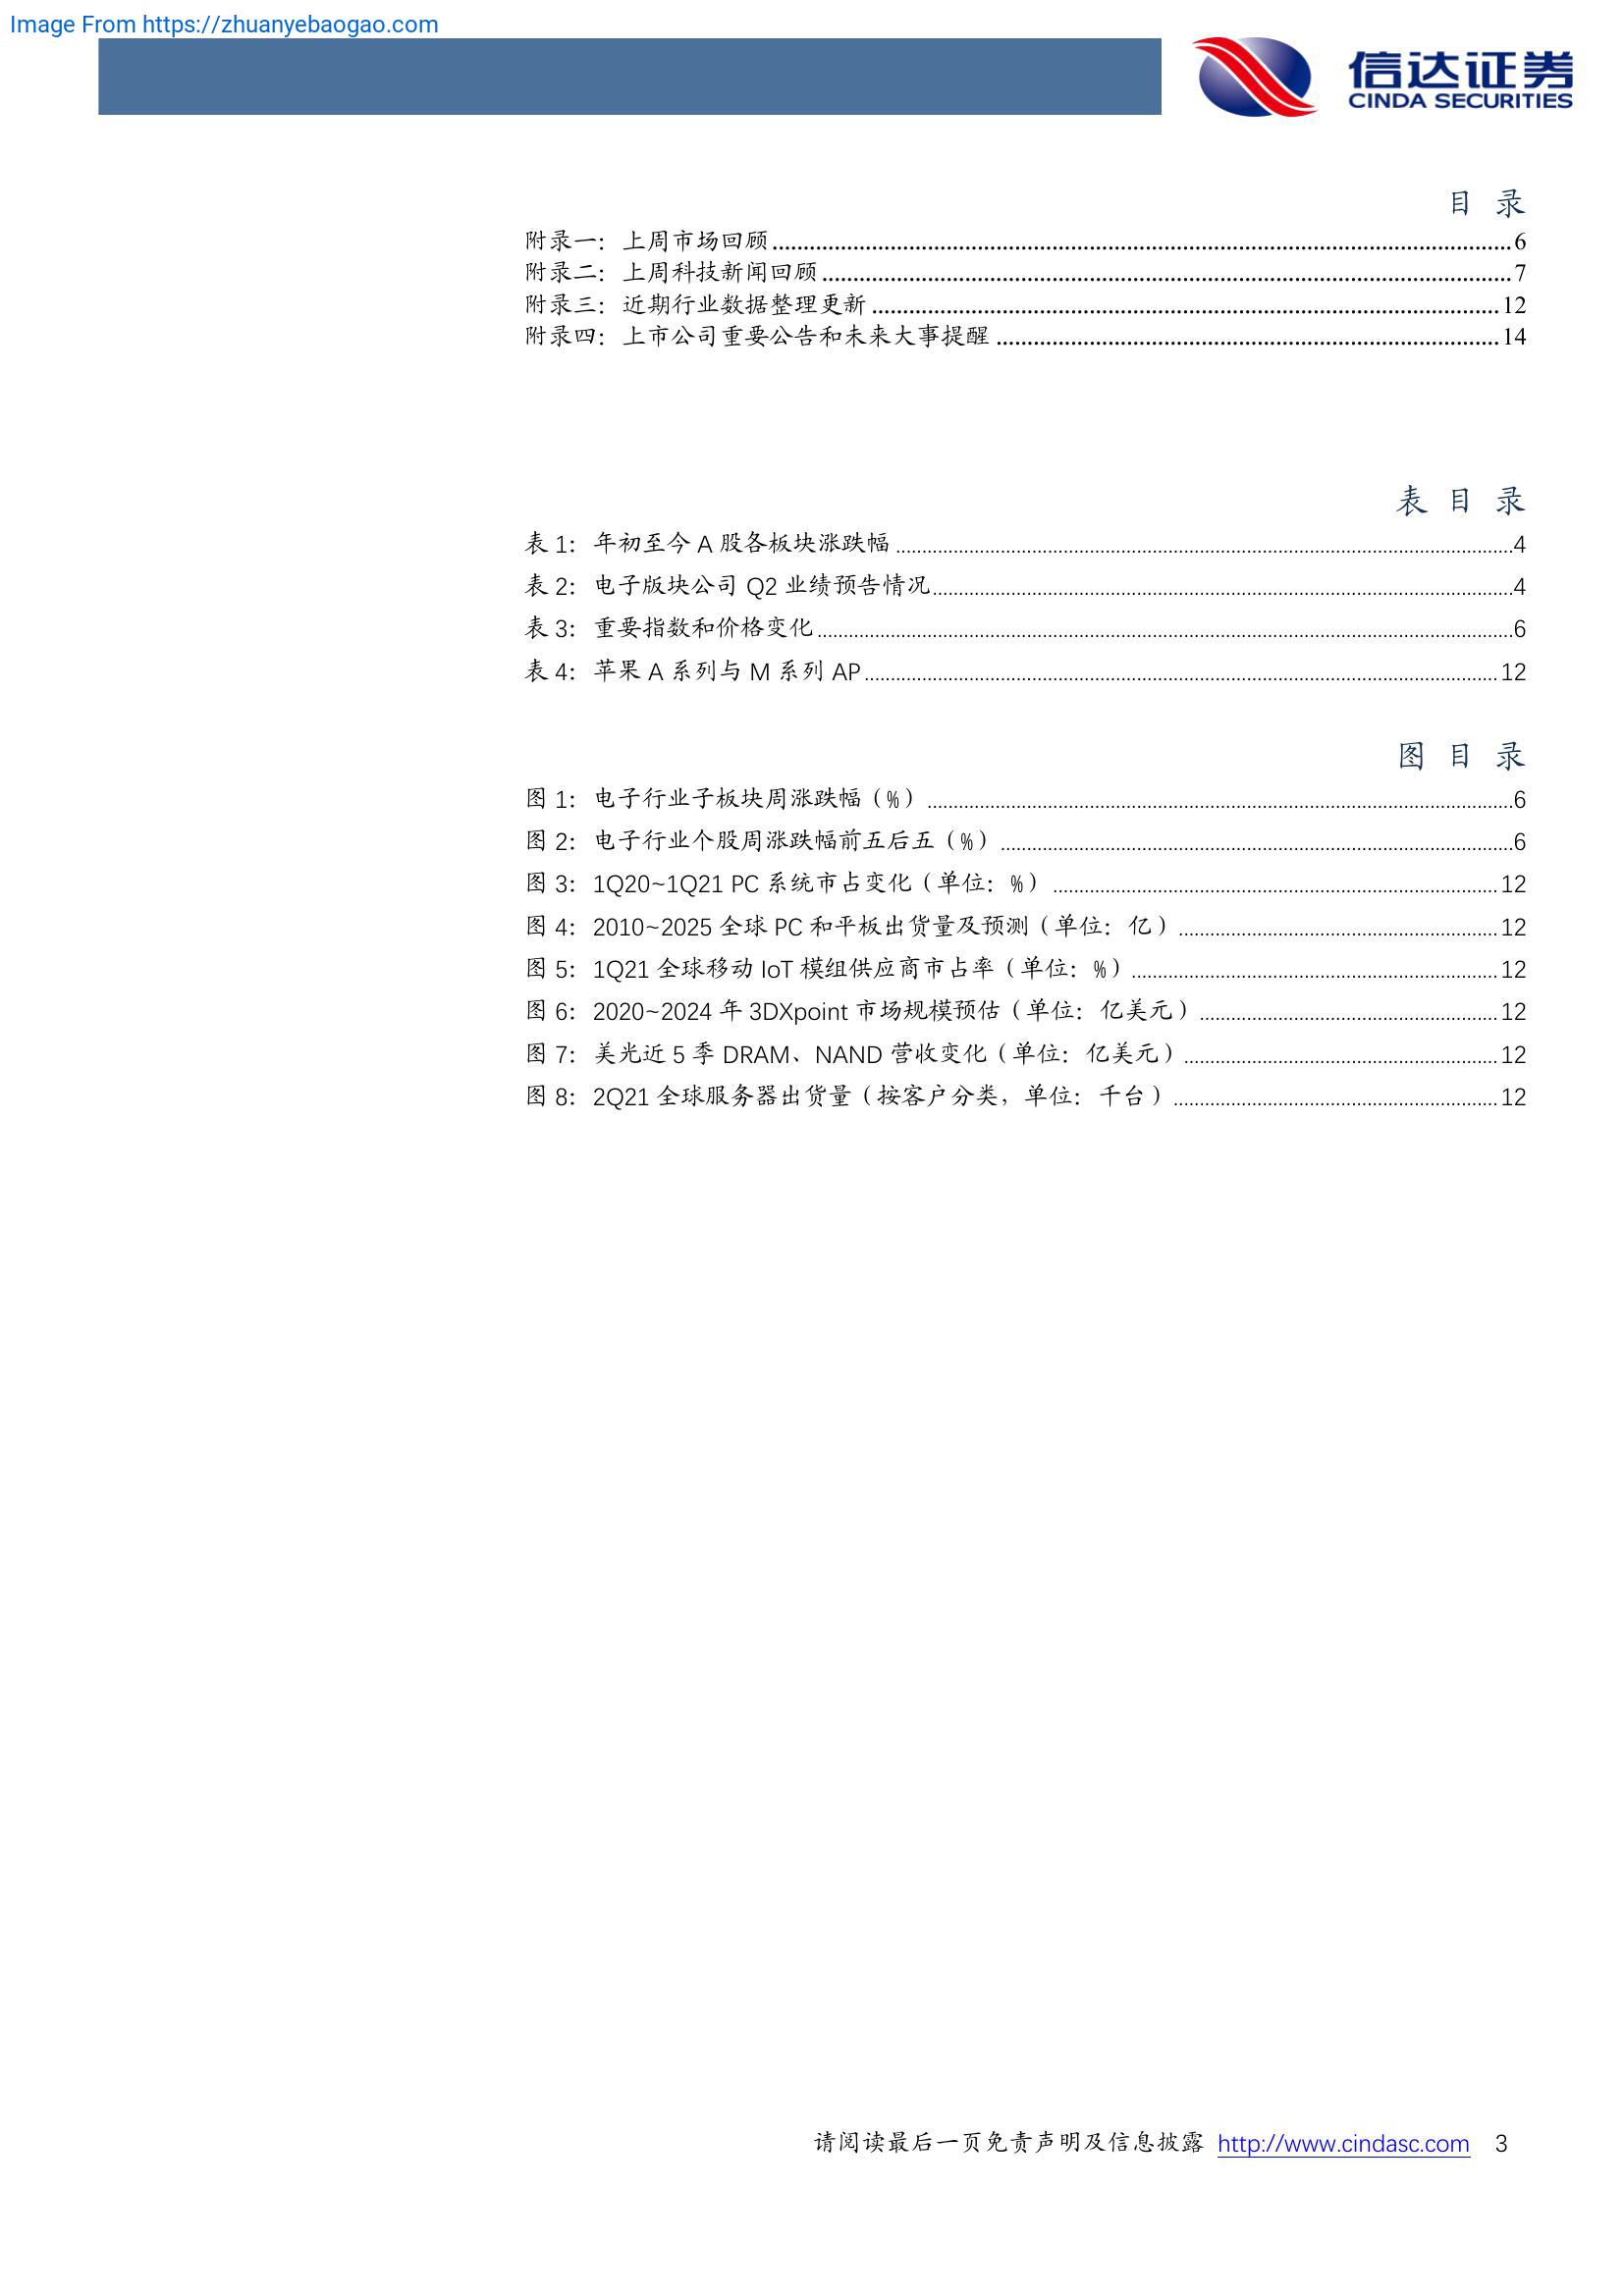 Image From https://zhuanyebaogao.com
信达证券
CINDA SECURITIES
目 录
附录一：上周市场回顾 6
附录二：上周科技新闻回顾 7
附录三：近期行业数据整理更新 12
附录四：上市公司重要公告和未来大事提醒 14
表 目 录
表 1：年初至今 A 股各板块涨跌幅 4
表 2：电子版块公司 Q2 业绩预告情况 4
表 3：重要指数和价格变化 6
表 4：苹果 A 系列与 M 系列 AP 12
图 目 录
图 1：电子行业子板块周涨跌幅（%） 6
图 2：电子行业个股周涨跌幅前五后五（%） 6
图 3：1Q20~1Q21 PC 系统市占变化（单位：%） 12
图 4：2010~2025 全球 PC 和平板出货量及预测（单位：亿） 12
图 5：1Q21 全球移动 IoT 模组供应商市占率（单位：%） 12
图 6：2020~2024 年 3DXpoint 市场规模预估（单位：亿美元） 12
图 7：美光近 5 季 DRAM、NAND 营收变化（单位：亿美元） 12
图 8：2Q21 全球服务器出货量（按客户分类，单位：千台） 12
请阅读最后一页免责声明及信息披露 http://www.cindasc.com 3